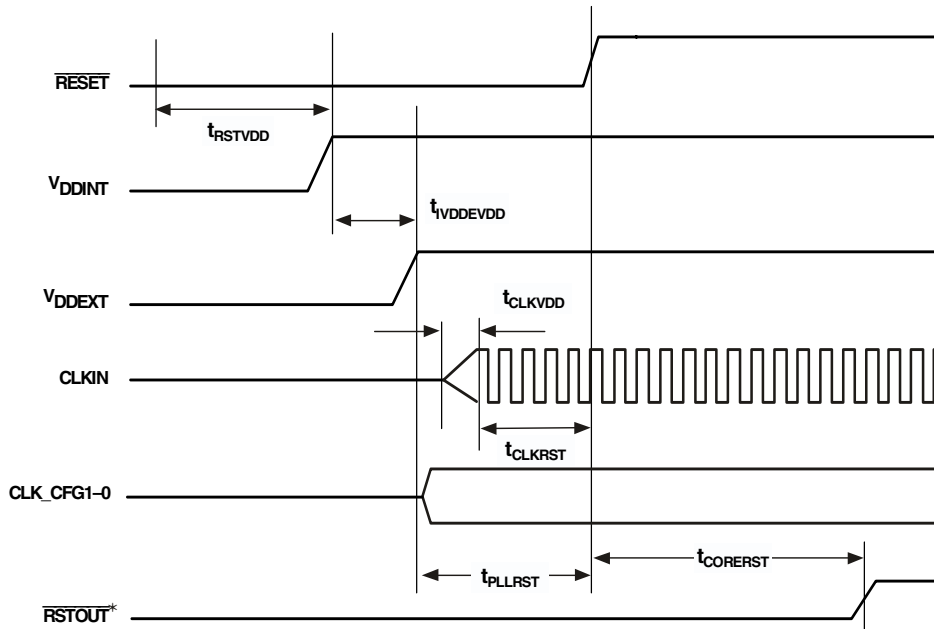 RESET
tRSTVDD
VDDINT
tIVDDEVDD
VDDEXT
tCLKVDD
CLKIN
tCLKRST
CLK_CFG1–0
tPLLRST
tCORERST
RSTOUT*